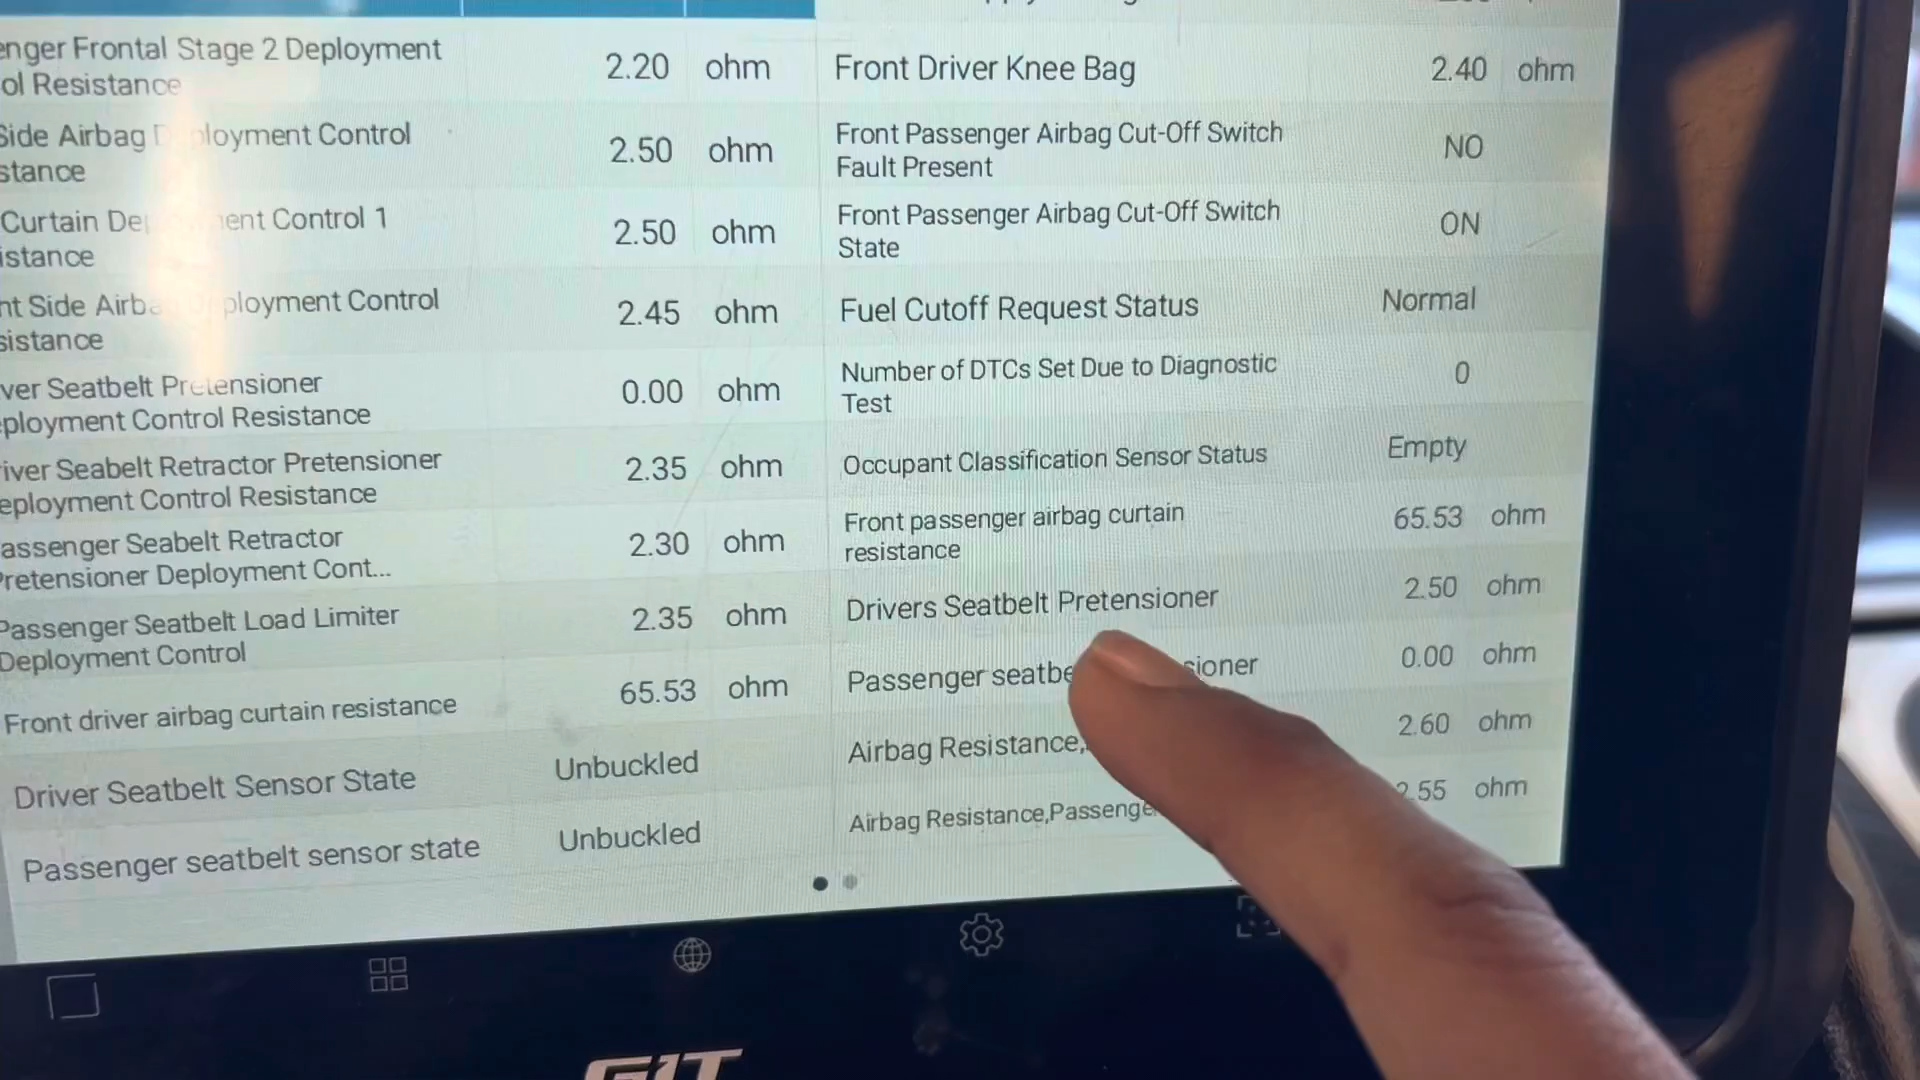 enger Frontal Stage 2 Deployment
ol Resistance
2.20 ohm
Side Airbag D ployment Control
stance
2.50 ohm
Curtain De ent Control 1
istance
2.50 ohm
nt Side Airba ployment Control
sistance
2.45 ohm
ver Seatbelt Pretensioner
ployment Control Resistance
0.00 ohm
iver Seabelt Retractor Pretensioner
eployment Control Resistance
2.35 ohm
assenger Seabelt Retractor
Pretensioner Deployment Cont...
2.30 ohm
Passenger Seatbelt Load Limiter
Deployment Control
2.35 ohm
Front driver airbag curtain resistance
65.53 ohm
Driver Seatbelt Sensor State
Unbuckled
Passenger seatbelt sensor state
Unbuckled
Front Driver Knee Bag
2.40 ohm
Front Passenger Airbag Cut-Off Switch
Fault Present
NO
Front Passenger Airbag Cut-Off Switch
State
ON
Fuel Cutoff Request Status
Normal
Number of DTCs Set Due to Diagnostic
Test
0
Occupant Classification Sensor Status
Empty
Front passenger airbag curtain
resistance
65.53 ohm
Drivers Seatbelt Pretensioner
2.50 ohm
Passenger seatbe sioner
0.00 ohm
Airbag Resistance,
2.60 ohm
Airbag Resistance,Passenge
2.55 ohm
GIT